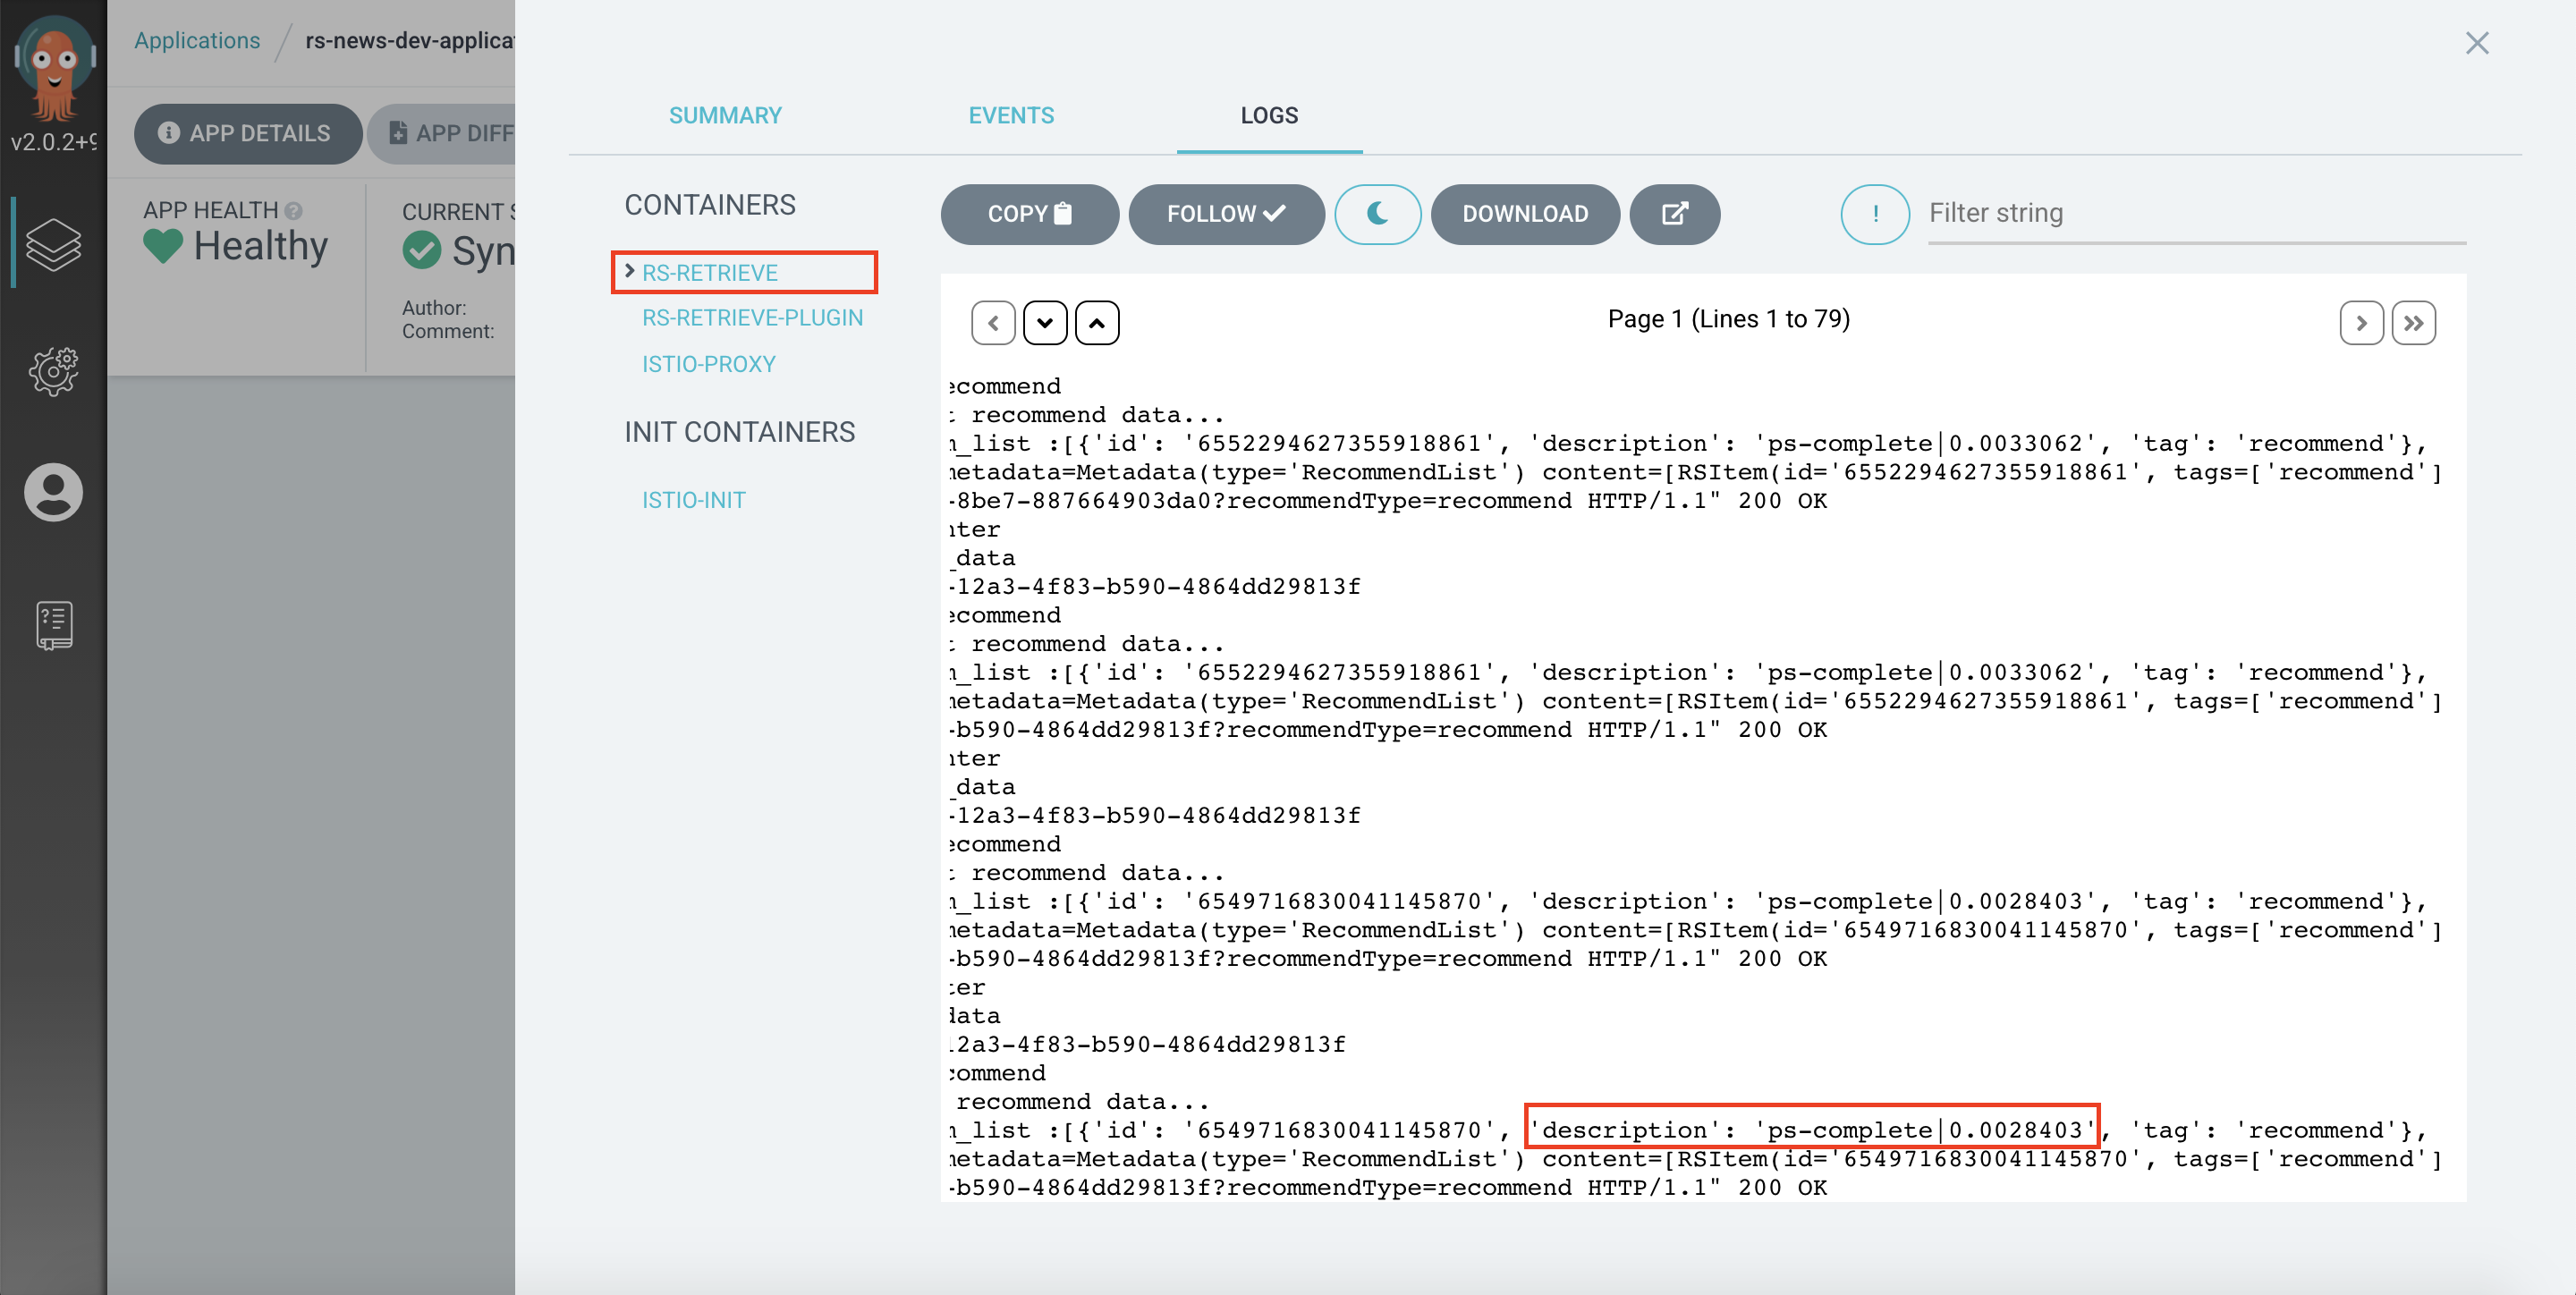 v2.0.2+9
Applications / rs-news-dev-applicat
APP DETAILS
APP DIFF
APP HEALTH
Healthy
CURRENT S
Syn
Author:
Comment:
SUMMARY
EVENTS
LOGS
CONTAINERS
RS-RETRIEVE
RS-RETRIEVE-PLUGIN
ISTIO-PROXY
INIT CONTAINERS
ISTIO-INIT
COPY
FOLLOW
DOWNLOAD
Filter string
Page 1 (Lines 1 to 79)
ecommend
t recommend data...
m_list :[{'id': '6552294627355918861', 'description': 'ps-complete|0.0033062', 'tag': 'recommend'},
metadata=Metadata(type='RecommendList') content=[RSItem(id='6552294627355918861', tags=['recommend']
-8be7-887664903da0?recommendType=recommend HTTP/1.1" 200 OK
nter
_data
-12a3-4f83-b590-4864dd29813f
ecommend
t recommend data...
m_list :[{'id': '6552294627355918861', 'description': 'ps-complete|0.0033062', 'tag': 'recommend'},
metadata=Metadata(type='RecommendList') content=[RSItem(id='6552294627355918861', tags=['recommend']
-b590-4864dd29813f?recommendType=recommend HTTP/1.1" 200 OK
nter
_data
-12a3-4f83-b590-4864dd29813f
ecommend
t recommend data...
m_list :[{'id': '6549716830041145870', 'description': 'ps-complete|0.0028403', 'tag': 'recommend'},
metadata=Metadata(type='RecommendList') content=[RSItem(id='6549716830041145870', tags=['recommend']
-b590-4864dd29813f?recommendType=recommend HTTP/1.1" 200 OK
ter
data
12a3-4f83-b590-4864dd29813f
commend
recommend data...
m_list :[{'id': '6549716830041145870', 'description': 'ps-complete|0.0028403', 'tag': 'recommend'},
metadata=Metadata(type='RecommendList') content=[RSItem(id='6549716830041145870', tags=['recommend']
-b590-4864dd29813f?recommendType=recommend HTTP/1.1" 200 OK